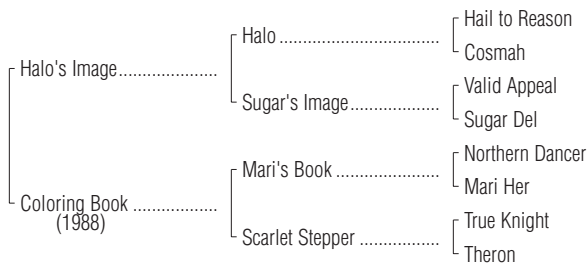 Hail to Reason
Halo
Cosmah
Halo's Image
Valid Appeal
Sugar's Image
Sugar Del
Northern Dancer
Mari's Book
Mari Her
Coloring Book
(1988)
True Knight
Scarlet Stepper
Theron